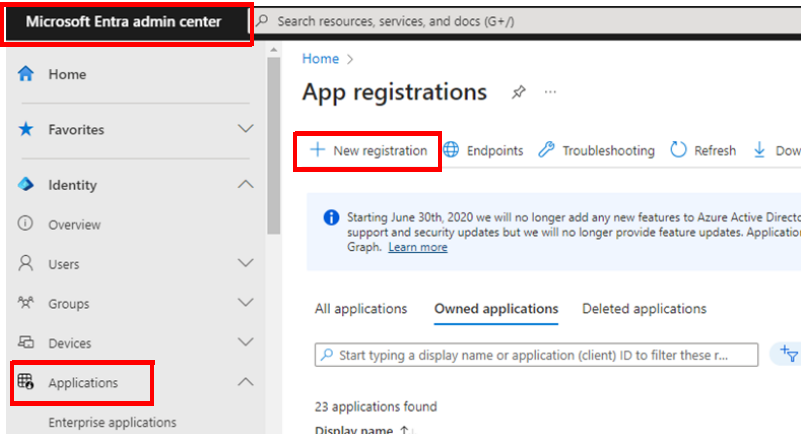 Microsoft Entra admin center
Search resources, services, and docs (G+/)
Home
Favorites
Identity
Overview
Users
Groups
Devices
Applications
Enterprise applications
Home >
App registrations
New registration
Endpoints
Troubleshooting
Refresh
Dow
Starting June 30th, 2020 we will no longer add any new features to Azure Active Directo
support and security updates but we will no longer provide feature updates. Application
Graph. Learn more
All applications
Owned applications
Deleted applications
Start typing a display name or application (client) ID to filter these r...
23 applications found
Display name ↑↓